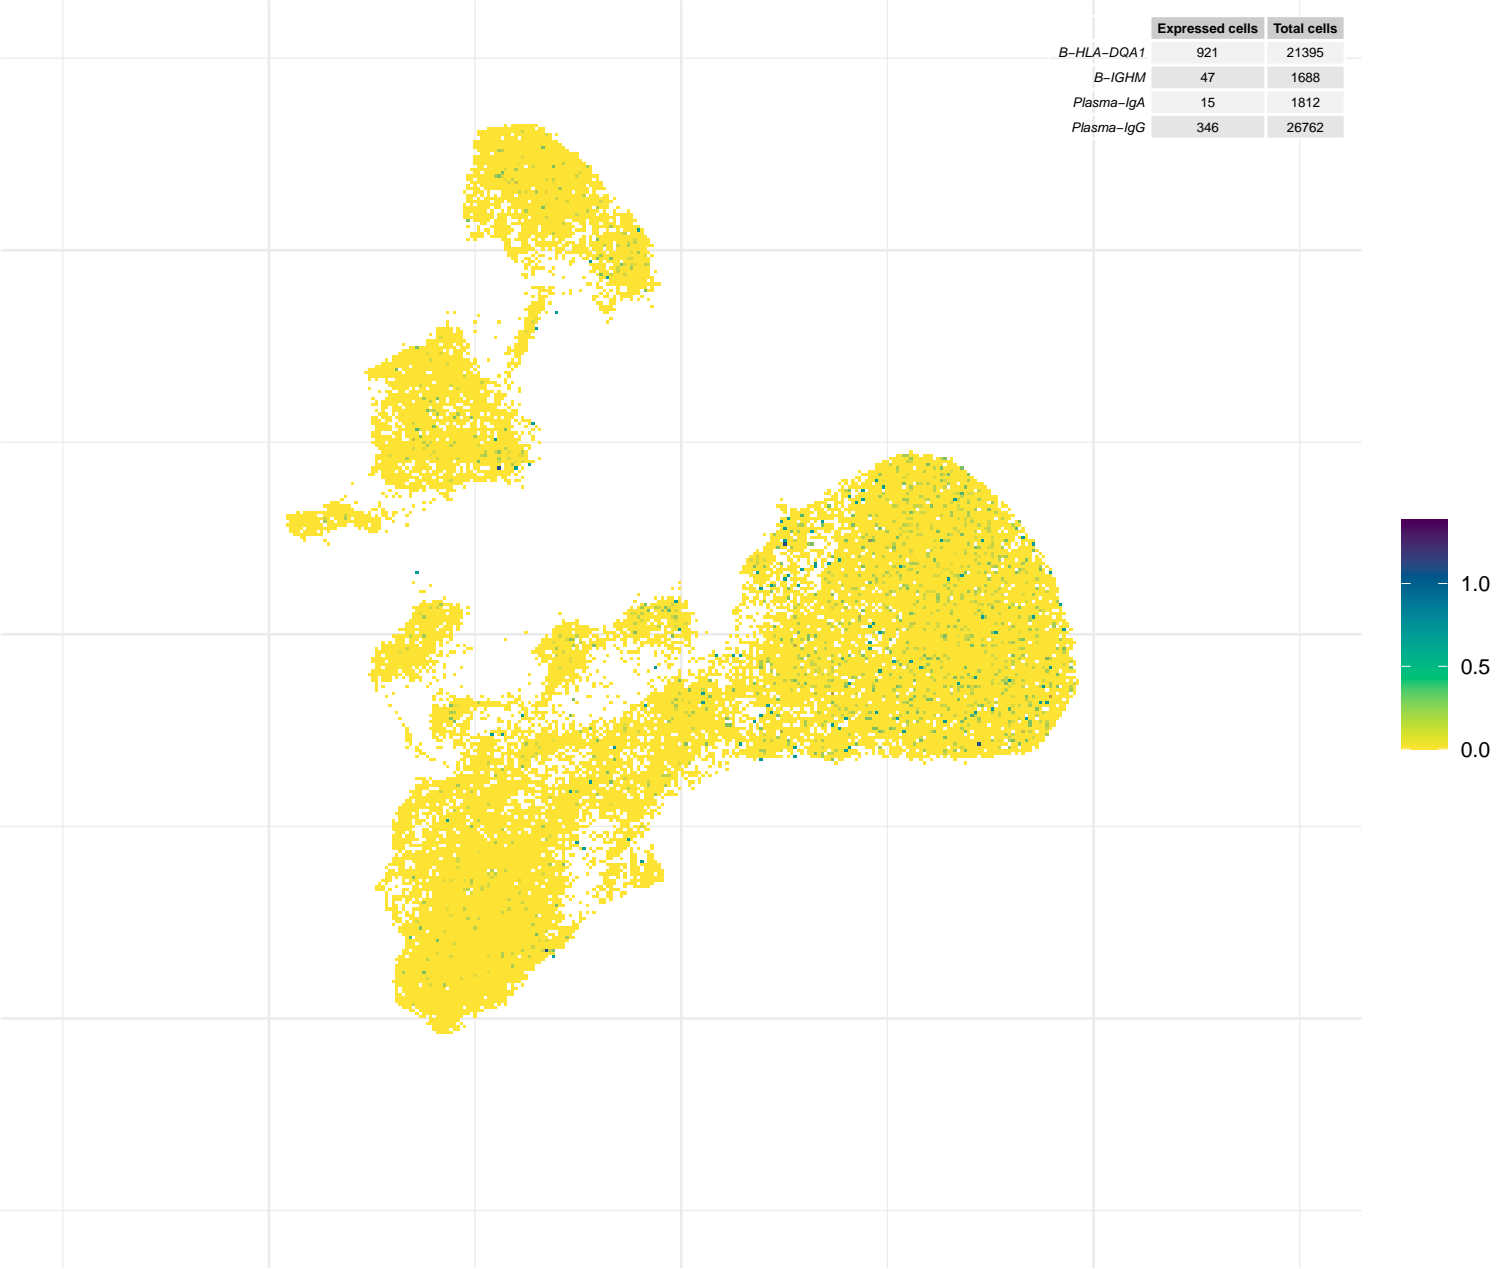 Expressed cells Total cells
B−HLA−DQA1 921 21395
B−IGHM 47 1688
Plasma−IgA 15 1812
Plasma−IgG 346 26762
1.0
0.5
0.0